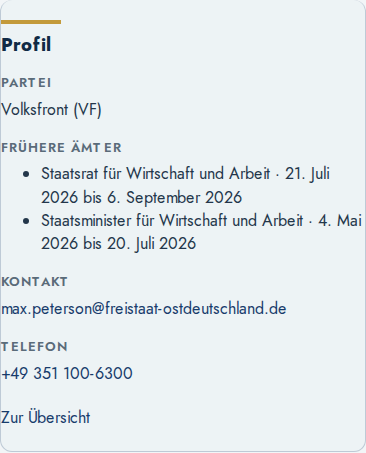 Profil
PARTEI
Volksfront (VF)
FRÜHERE ÄMTER
• Staatsrat für Wirtschaft und Arbeit · 21. Juli
2026 bis 6. September 2026
• Staatsminister für Wirtschaft und Arbeit · 4. Mai
2026 bis 20. Juli 2026
KONTAKT
max.peterson@freistaat-ostdeutschland.de
TELEFON
+49 351 100-6300
Zur Übersicht